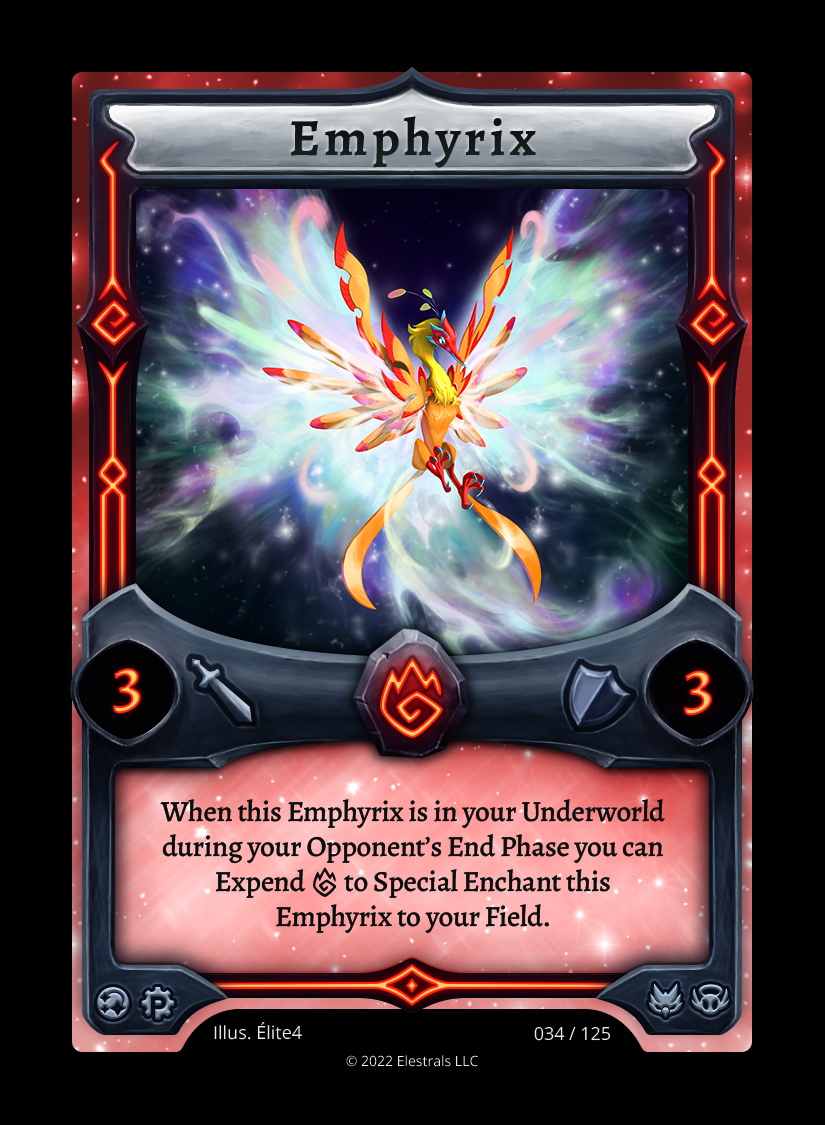 Emphyrix
3
3
When this Emphyrix is in your Underworld
during your Opponent's End Phase you can
Expend to Special Enchant this
Emphyrix to your Field.
P
Illus. Élite4
034 / 125
© 2022 Elestrals LLC